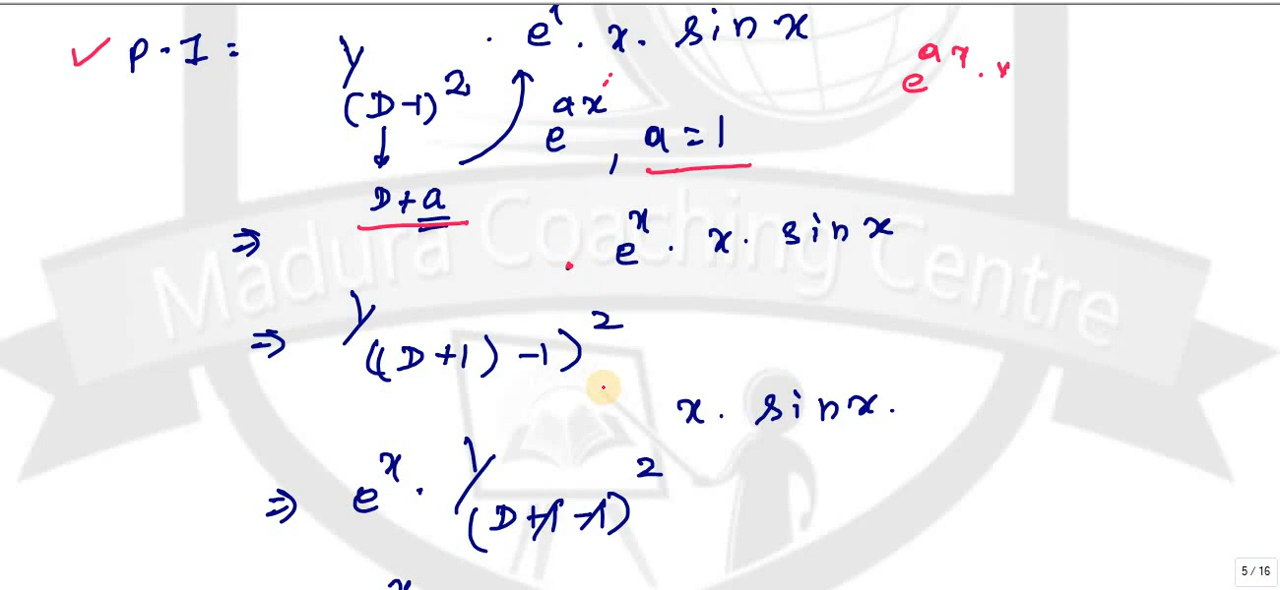 ✓ P.I = 1/(D-1)² · e^x · x · sin x
e^ax · v
↓
D+a
e^ax , a = 1
⇒ e^x · x · sin x
⇒ 1/((D+1)-1)²
x · sin x .
⇒ e^x · 1/(D+1-1)²
x
Madura Coaching Centre
5 / 16